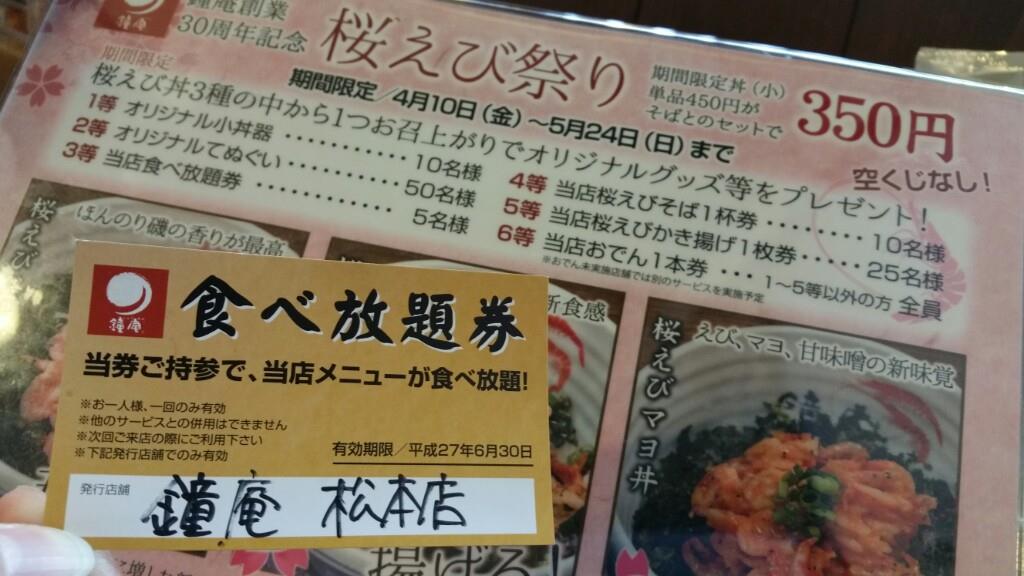 鐘庵創業
30周年記念
桜えび祭り
期間限定丼(小)
単品450円が
そばとのセットで
350円
期間限定
期間限定/4月10日(金)~5月24日(日)まで
桜えび丼3種の中から1つお召上がりでオリジナルグッズ等をプレゼント!
空くじなし!
1等 オリジナル小丼器 ・・・・・・・・・・・ 10名様
2等 オリジナルてぬぐい ・・・・・・・・・・ 50名様
3等 当店食べ放題券 ・・・・・・・・・・・・ 5名様
4等 当店桜えびそば1杯券 ・・・・・・・・ 10名様
5等 当店桜えびかき揚げ1枚券 ・・・・・ 25名様
6等 当店おでん1本券 ・・・ 1~5等以外の方 全員
※おでん未実施店舗では別のサービスを実施予定
桜えび
ほんのり磯の香りが最高
新食感
桜えびマヨ丼
えび、マヨ、甘味噌の新味覚
揚げろ!
鐘庵
食べ放題券
当券ご持参で、当店メニューが食べ放題!
※お一人様、一回のみ有効
※他のサービスとの併用はできません
※次回ご来店の際にご利用下さい
※下記発行店舗でのみ有効
有効期限/平成27年6月30日
発行店舗
鐘庵 松本店